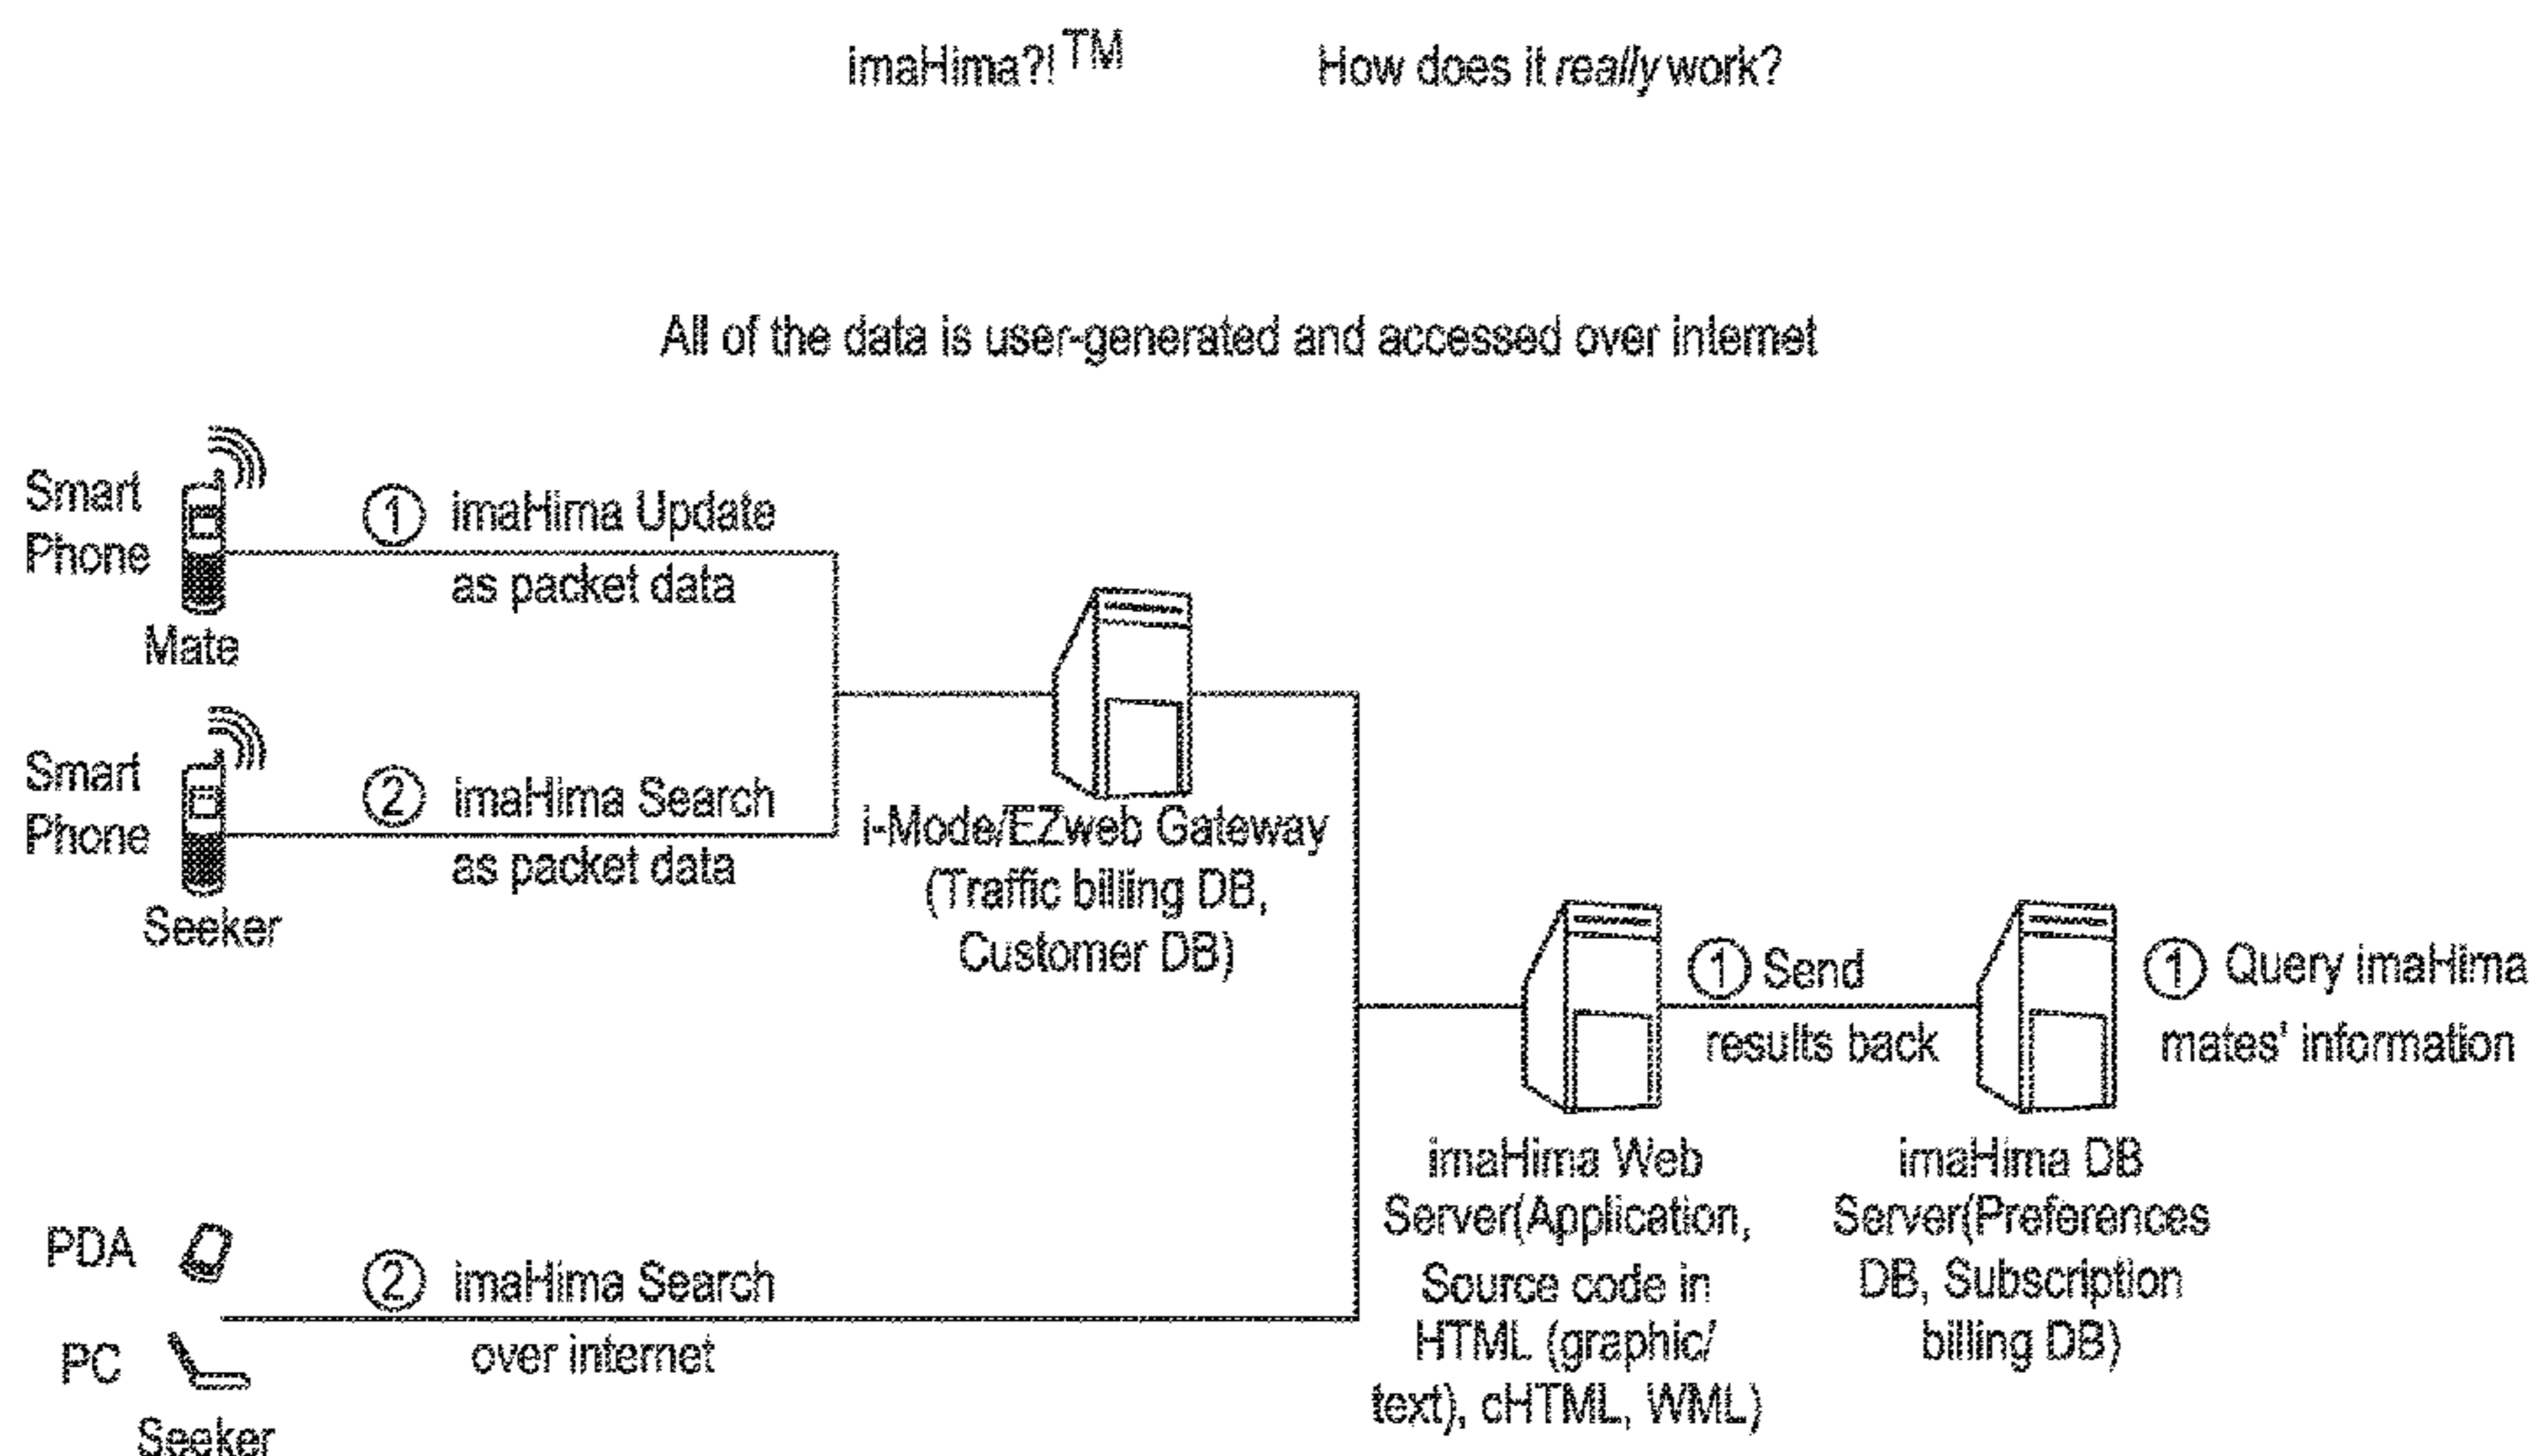 imaHima?! TM How does it really work?
All of the data is user-generated and accessed over internet
Smart
Phone
Mate
① imaHima Update
as packet data
Smart
Phone
Seeker
② imaHima Search
as packet data
i-Mode/EZweb Gateway
(Traffic billing DB,
Customer DB)
① Send
results back
① Query imaHima
mates' information
imaHima Web
Server(Application,
Source code in
HTML (graphic/
text), cHTML, WML)
imaHima DB
Server(Preferences
DB, Subscription
billing DB)
PDA
PC
Seeker
② imaHima Search
over internet